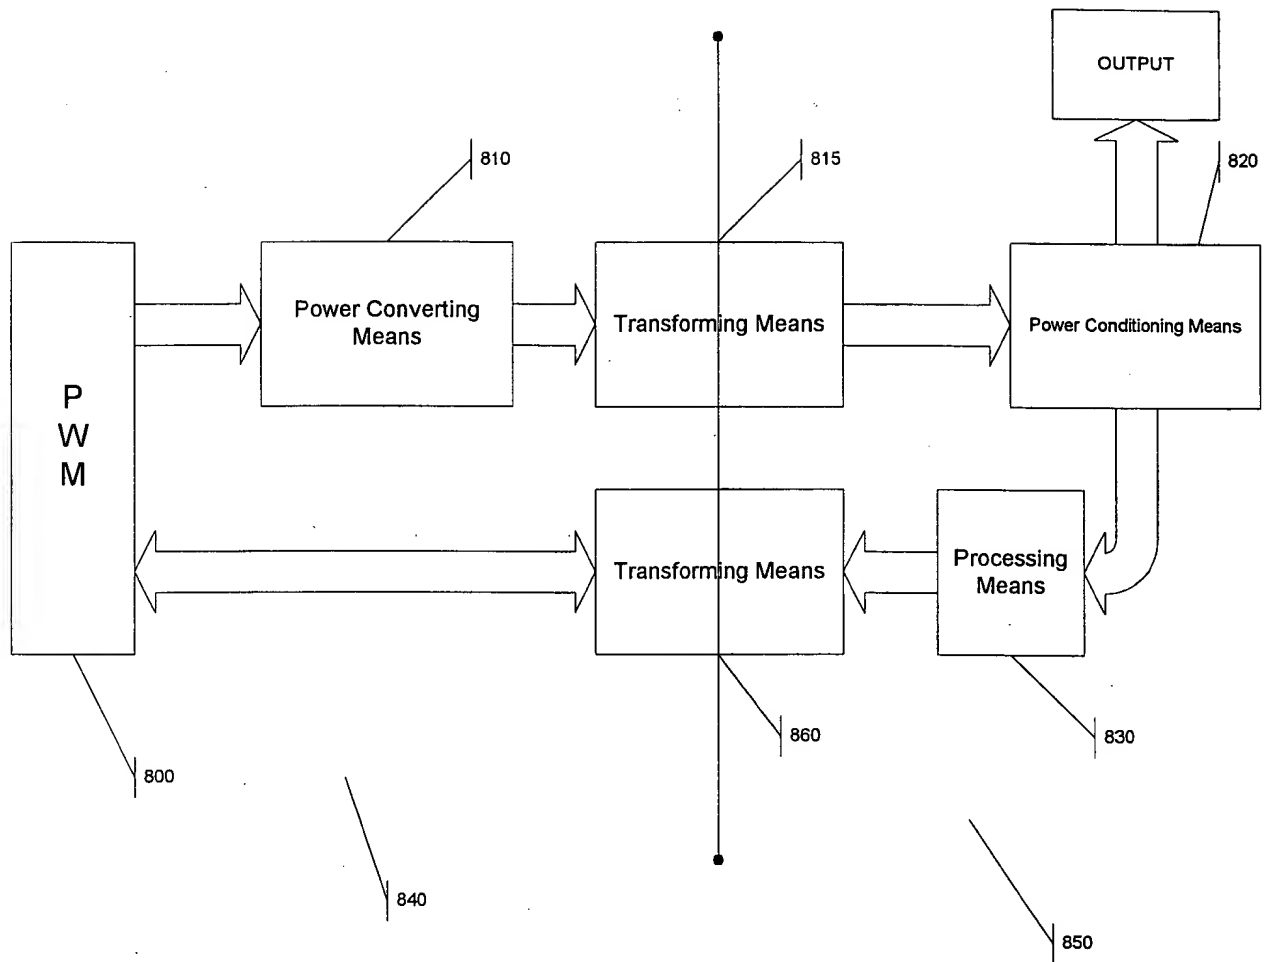 OUTPUT
810
815
820
Power Converting
Means
Transforming Means
Power Conditioning Means
P
W
M
Transforming Means
Processing
Means
860
830
800
840
850